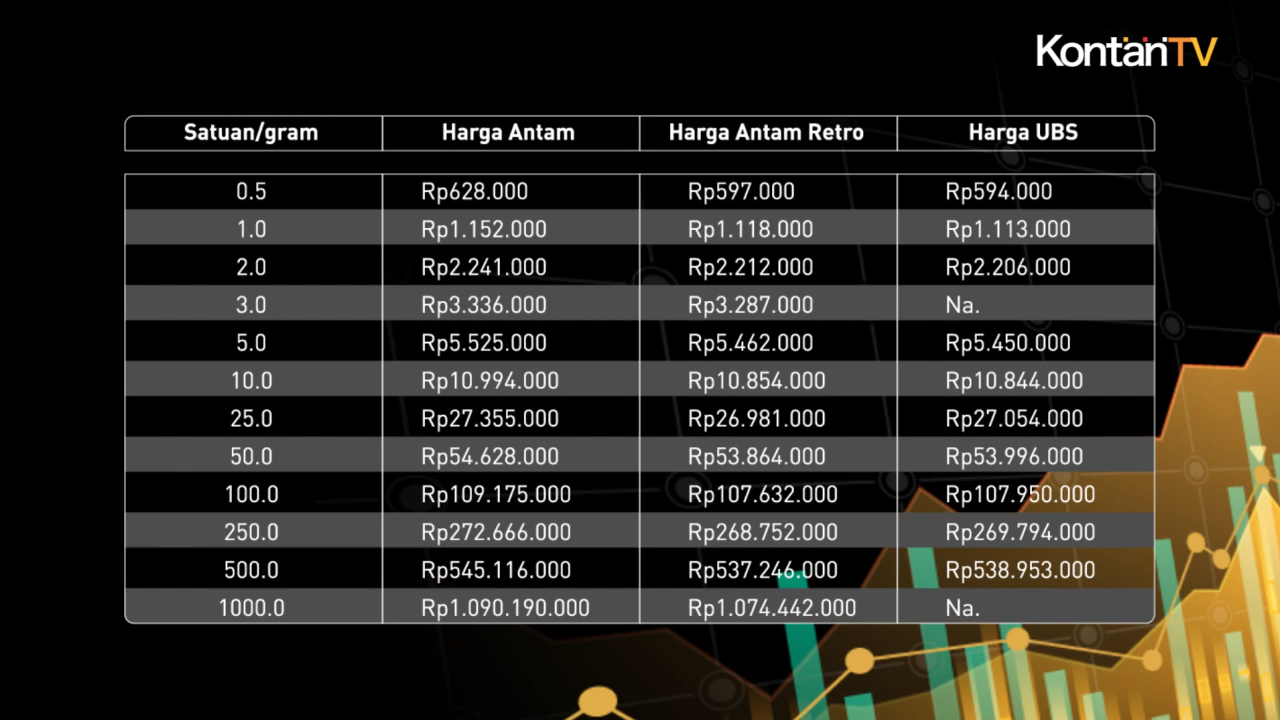 KontanTV
Satuan/gram Harga Antam Harga Antam Retro Harga UBS
0.5 Rp628.000 Rp597.000 Rp594.000
1.0 Rp1.152.000 Rp1.118.000 Rp1.113.000
2.0 Rp2.241.000 Rp2.212.000 Rp2.206.000
3.0 Rp3.336.000 Rp3.287.000 Na.
5.0 Rp5.525.000 Rp5.462.000 Rp5.450.000
10.0 Rp10.994.000 Rp10.854.000 Rp10.844.000
25.0 Rp27.355.000 Rp26.981.000 Rp27.054.000
50.0 Rp54.628.000 Rp53.864.000 Rp53.996.000
100.0 Rp109.175.000 Rp107.632.000 Rp107.950.000
250.0 Rp272.666.000 Rp268.752.000 Rp269.794.000
500.0 Rp545.116.000 Rp537.246.000 Rp538.953.000
1000.0 Rp1.090.190.000 Rp1.074.442.000 Na.